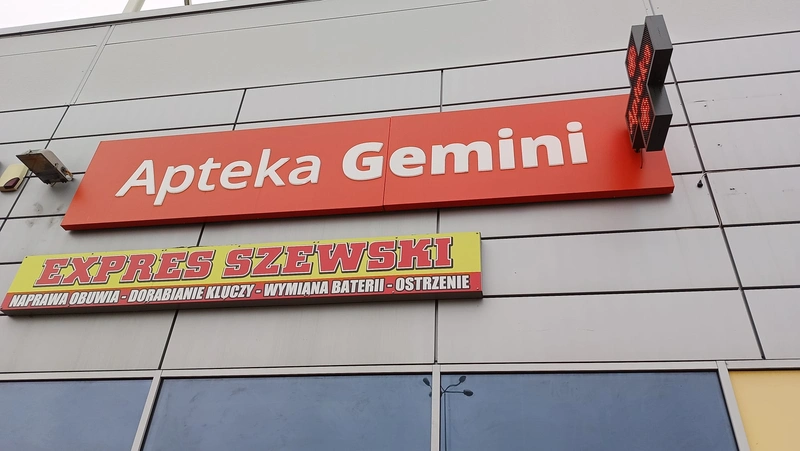 Apteka Gemini
EXPRES SZEWSKI
NAPRAWA OBUWIA - DORABIANIE KLUCZY - WYMIANA BATERII - OSTRZENIE